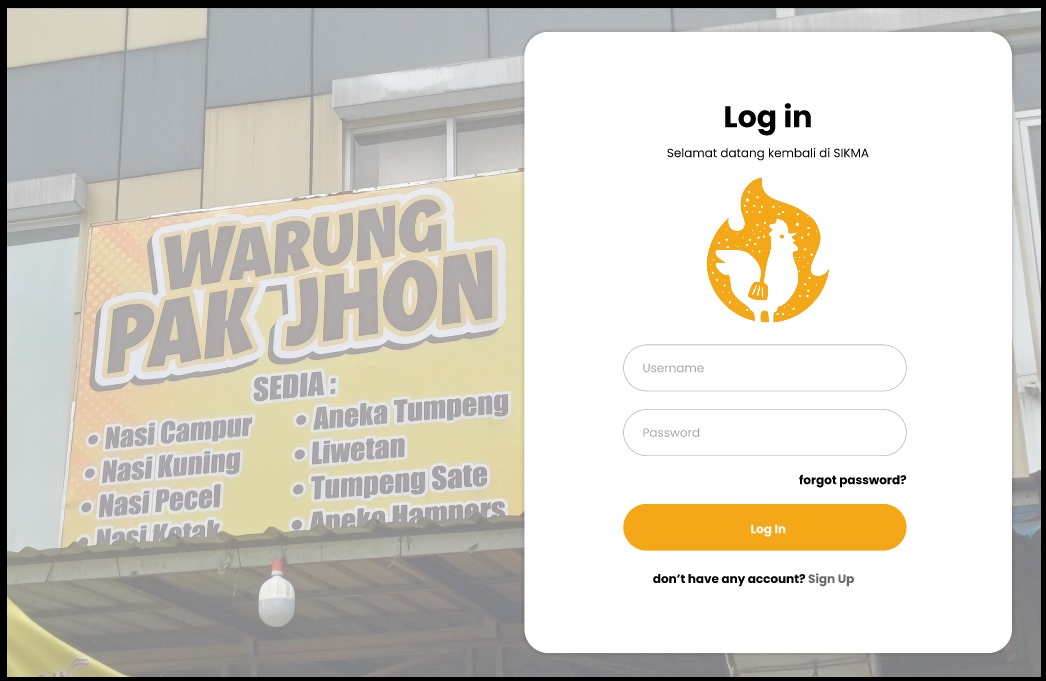 WARUNG
PAK JHON
SEDIA :
• Nasi Campur
• Nasi Kuning
• Nasi Pecel
• Nasi Kotak
• Aneka Tumpeng
• Liwetan
• Tumpeng Sate
• Aneka Hampers
Log in
Selamat datang kembali di SIKMA
Username
Password
forgot password?
Log In
don’t have any account? Sign Up